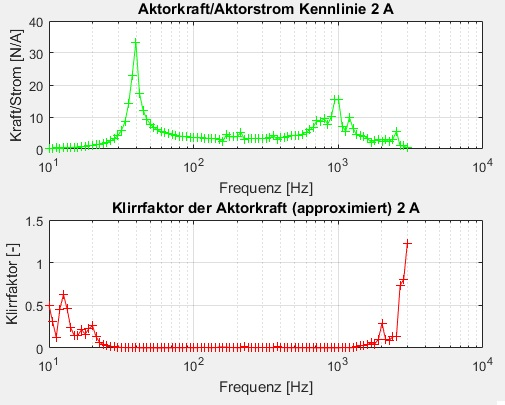 Aktorkraft/Aktorstrom Kennlinie 2 A
Kraft/Strom [N/A]
40
30
20
10
0
10^1
10^2
10^3
10^4
Frequenz [Hz]
Klirrfaktor der Aktorkraft (approximiert) 2 A
Klirrfaktor [-]
1.5
1
0.5
0
10^1
10^2
10^3
10^4
Frequenz [Hz]